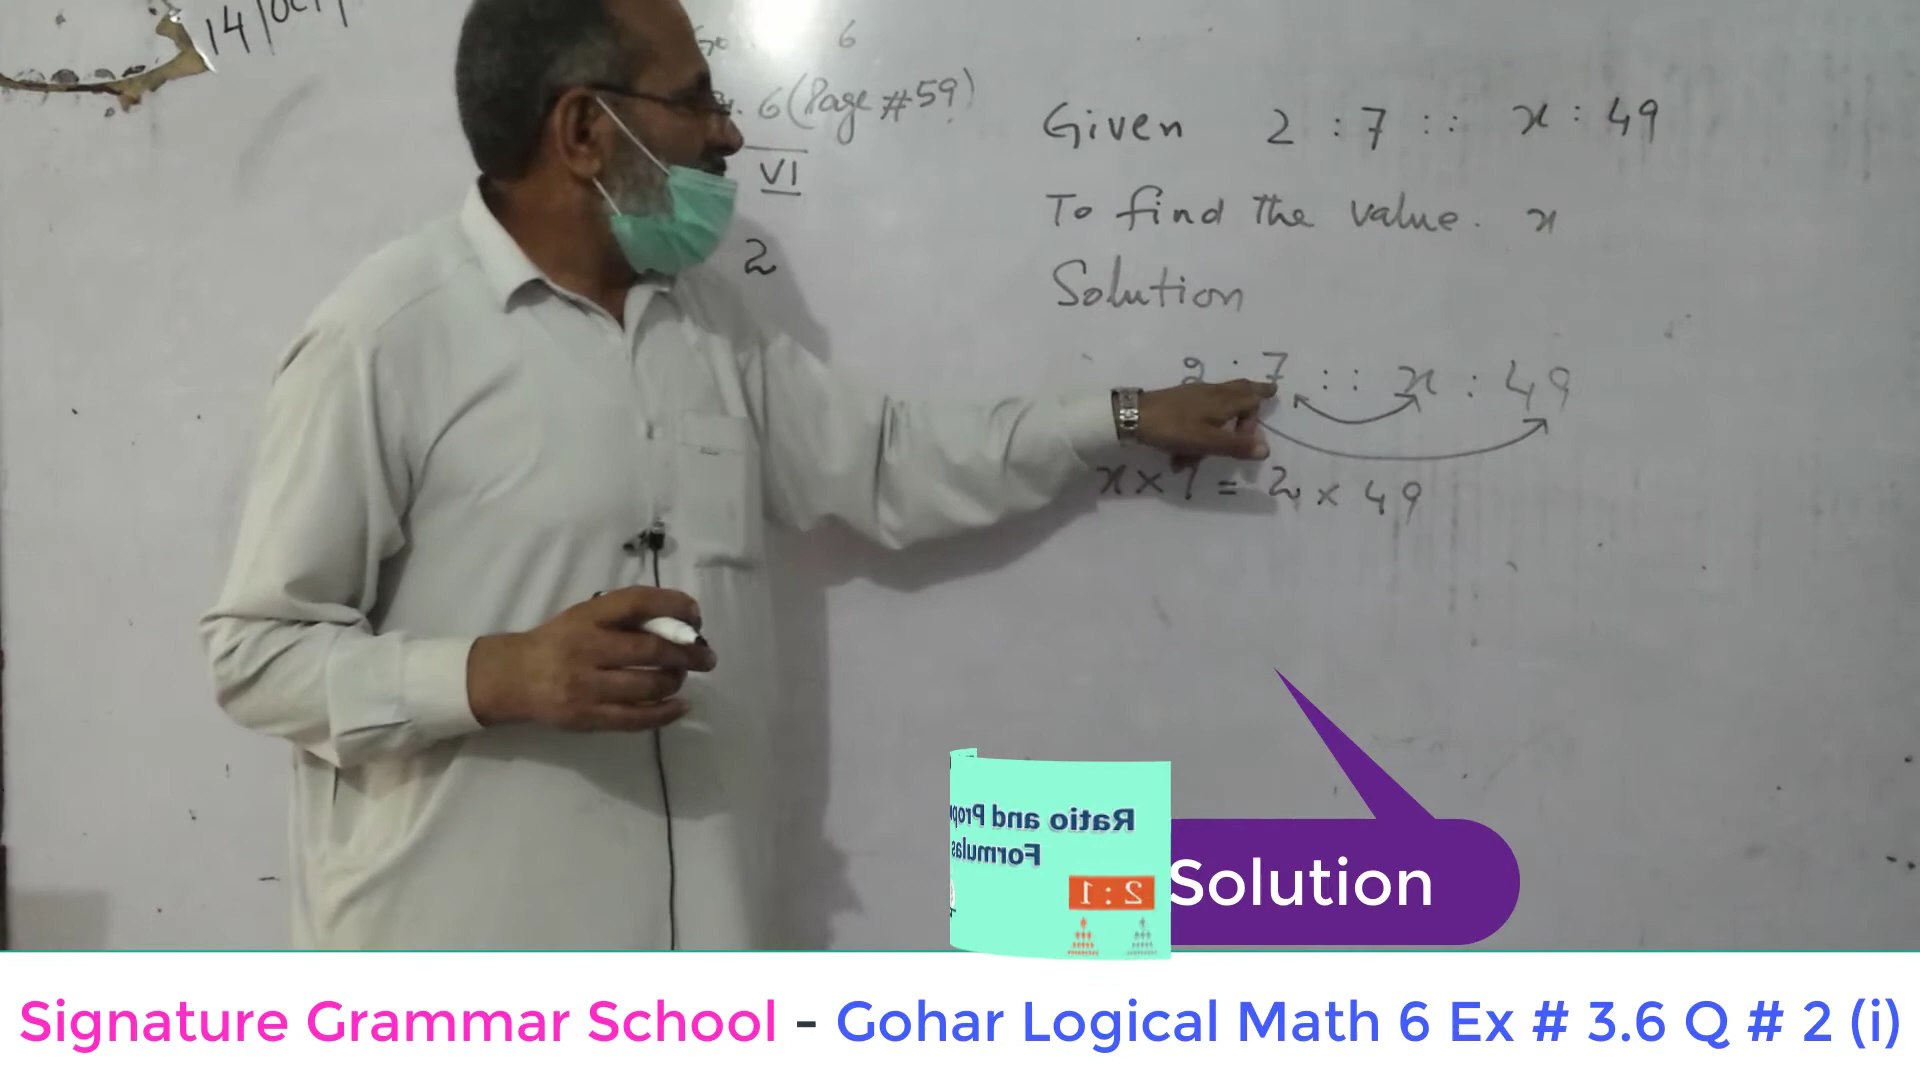 14/Oct/
6
6 (Page #59)
VI
2
Given 2 : 7 :: x : 49
To find the value. x
Solution
2 : 7 :: x : 49
x × 7 = 2 × 49
Ratio and Prop
Formulas
2 : 1
Solution
Signature Grammar School - Gohar Logical Math 6 Ex # 3.6 Q # 2 (i)